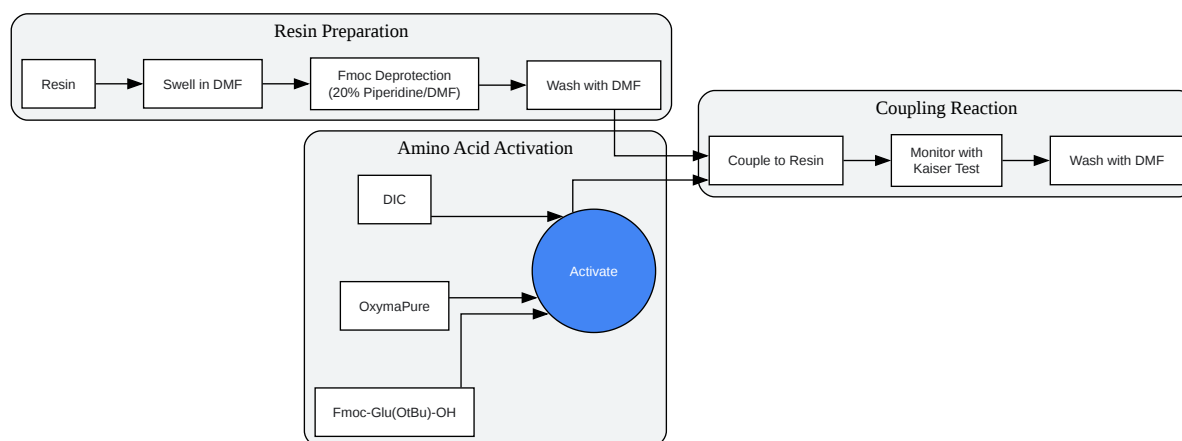 Resin Preparation
Resin
Swell in DMF
Fmoc Deprotection
(20% Piperidine/DMF)
Wash with DMF
Coupling Reaction
Couple to Resin
Monitor with
Kaiser Test
Wash with DMF
Amino Acid Activation
DIC
OxymaPure
Fmoc-Glu(OtBu)-OH
Activate